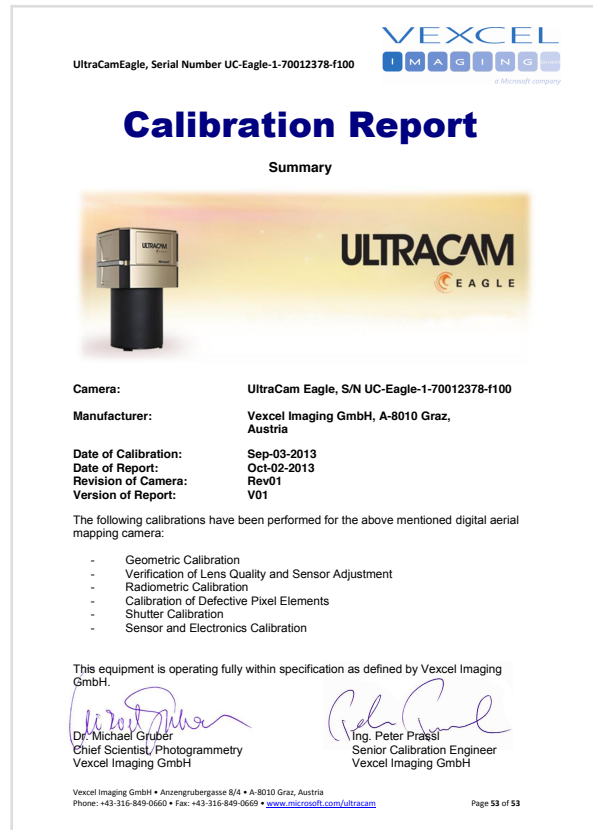 UltraCamEagle, Serial Number UC-Eagle-1-70012378-f100
VEXCEL
IMAGING
a Microsoft company
Calibration Report
Summary
ULTRACAM
ULTRACAM
EAGLE
Camera: UltraCam Eagle, S/N UC-Eagle-1-70012378-f100
Manufacturer: Vexcel Imaging GmbH, A-8010 Graz,
Austria
Date of Calibration: Sep-03-2013
Date of Report: Oct-02-2013
Revision of Camera: Rev01
Version of Report: V01
The following calibrations have been performed for the above mentioned digital aerial
mapping camera:
- Geometric Calibration
- Verification of Lens Quality and Sensor Adjustment
- Radiometric Calibration
- Calibration of Defective Pixel Elements
- Shutter Calibration
- Sensor and Electronics Calibration
This equipment is operating fully within specification as defined by Vexcel Imaging
GmbH.
Dr. Michael Gruber Ing. Peter Prassl
Chief Scientist, Photogrammetry Senior Calibration Engineer
Vexcel Imaging GmbH Vexcel Imaging GmbH
Vexcel Imaging GmbH • Anzengrubergasse 8/4 • A-8010 Graz, Austria
Phone: +43-316-849-0660 • Fax: +43-316-849-0669 • www.microsoft.com/ultracam Page 53 of 53